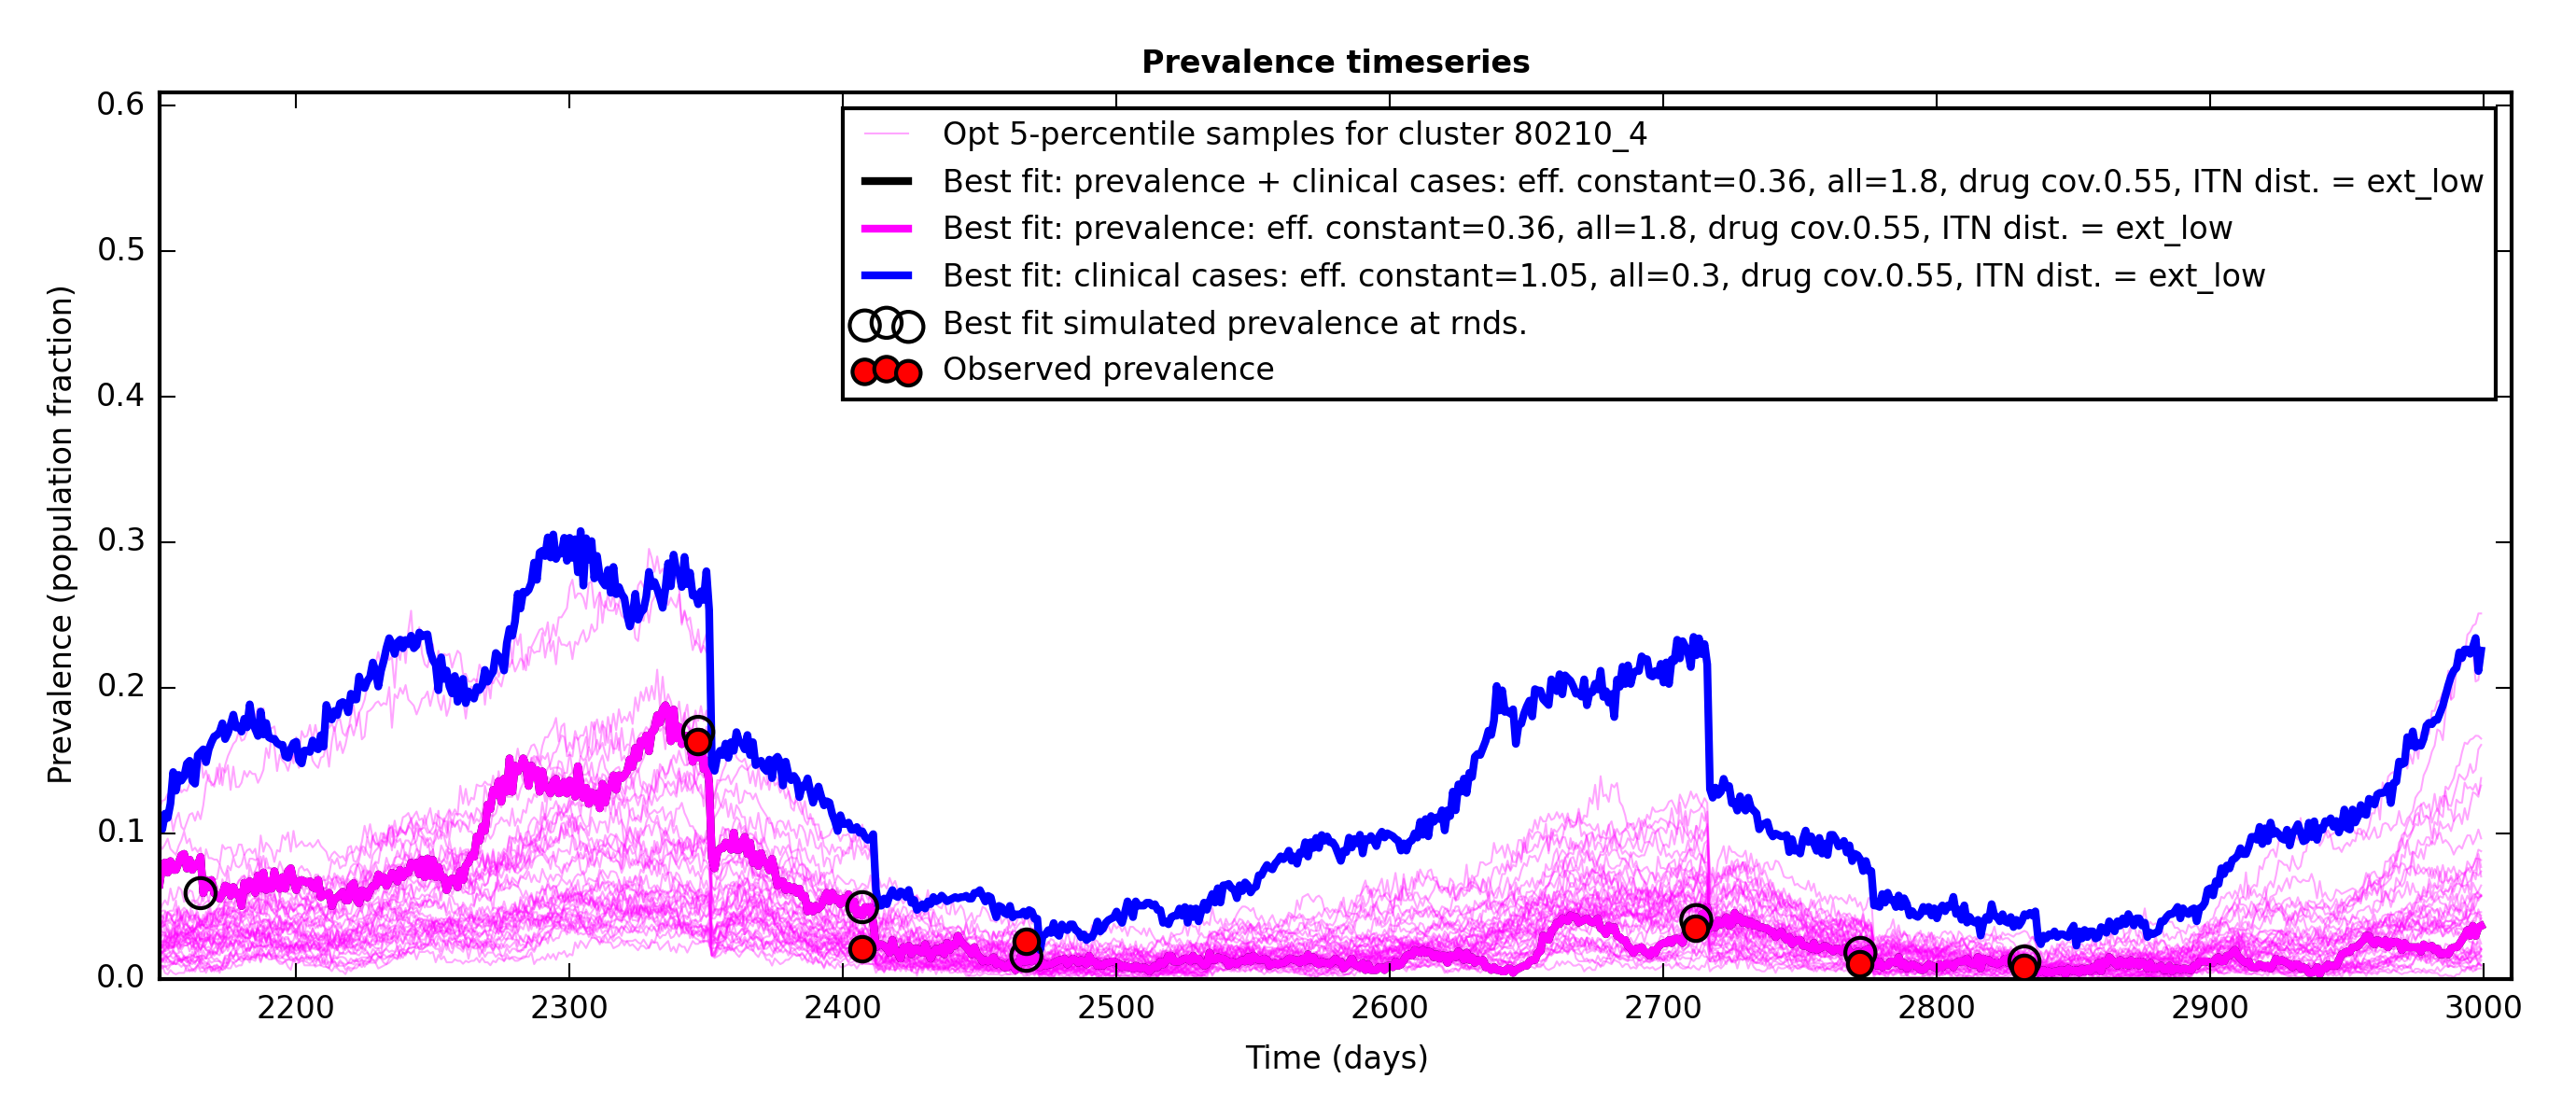 Prevalence timeseries
Opt 5-percentile samples for cluster 80210_4
Best fit: prevalence + clinical cases: eff. constant=0.36, all=1.8, drug cov.0.55, ITN dist. = ext_low
Best fit: prevalence: eff. constant=0.36, all=1.8, drug cov.0.55, ITN dist. = ext_low
Best fit: clinical cases: eff. constant=1.05, all=0.3, drug cov.0.55, ITN dist. = ext_low
Best fit simulated prevalence at rnds.
Observed prevalence
Prevalence (population fraction)
0.6
0.5
0.4
0.3
0.2
0.1
0.0
2200 2300 2400 2500 2600 2700 2800 2900 3000
Time (days)